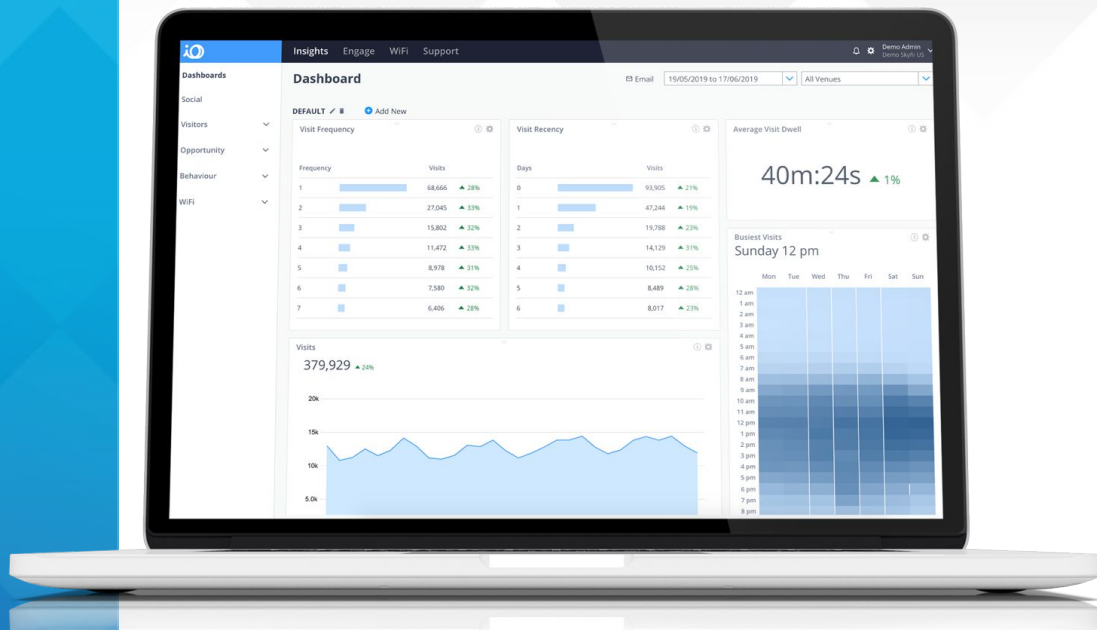 iO
Insights Engage WiFi Support
Demo Admin
Demo Skyfii US
Dashboards
Social
Visitors
Opportunity
Behaviour
WiFi
Dashboard
Email 19/05/2019 to 17/06/2019 All Venues
DEFAULT Add New
Visit Frequency
Frequency Visits
1 68,666 28%
2 27,045 33%
3 15,802 32%
4 11,472 33%
5 8,978 31%
6 7,580 32%
7 6,406 28%
Visit Recency
Days Visits
0 93,905 21%
1 47,244 19%
2 19,788 23%
3 14,129 31%
4 10,152 25%
5 8,489 28%
6 8,017 23%
Average Visit Dwell
40m:24s 1%
Busiest Visits
Sunday 12 pm
Mon Tue Wed Thu Fri Sat Sun
12 am
1 am
2 am
3 am
4 am
5 am
6 am
7 am
8 am
9 am
10 am
11 am
12 pm
1 pm
2 pm
3 pm
4 pm
5 pm
6 pm
7 pm
8 pm
Visits
379,929 24%
20k
15k
10k
5.0k